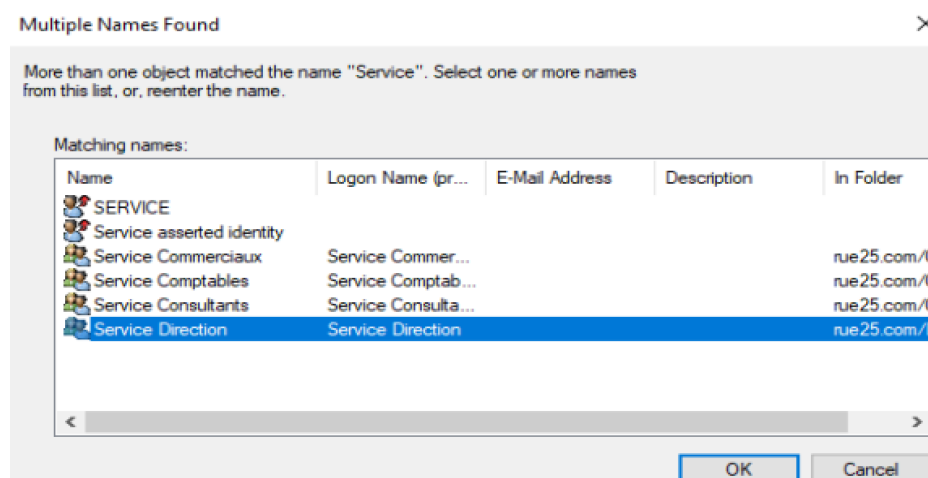 Multiple Names Found
More than one object matched the name "Service". Select one or more names
from this list, or, reenter the name.
Matching names:
Name Logon Name (pr... E-Mail Address Description In Folder
SERVICE
Service asserted identity
Service Commerciaux Service Commer... rue25.com/
Service Comptables Service Comptab... rue25.com/
Service Consultants Service Consulta... rue25.com/
Service Direction Service Direction rue25.com/
OK Cancel